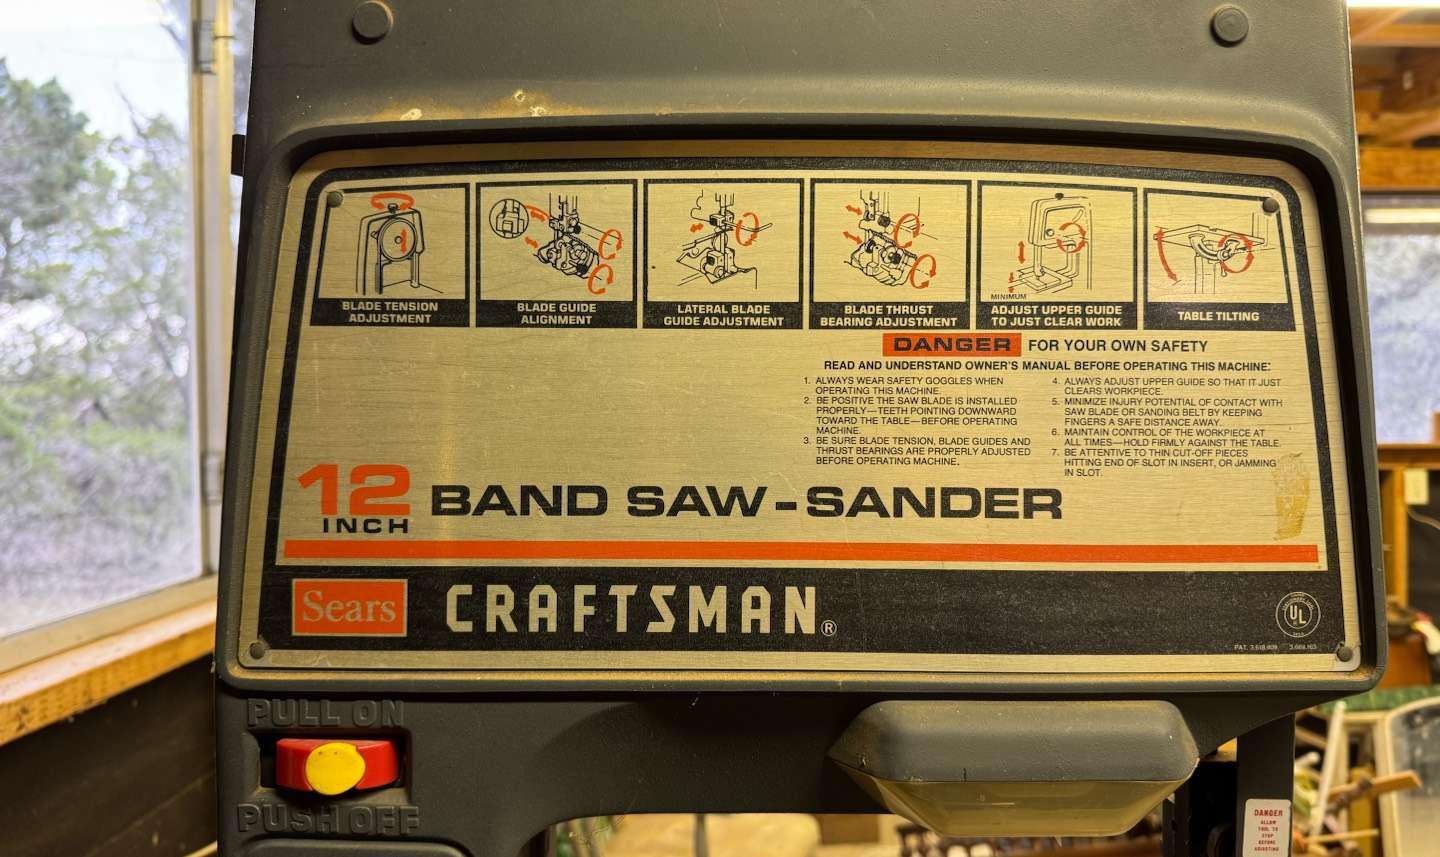 BLADE TENSION
ADJUSTMENT
BLADE GUIDE
ALIGNMENT
LATERAL BLADE
GUIDE ADJUSTMENT
BLADE THRUST
BEARING ADJUSTMENT
MINIMUM
ADJUST UPPER GUIDE
TO JUST CLEAR WORK
TABLE TILTING
DANGER FOR YOUR OWN SAFETY
READ AND UNDERSTAND OWNER'S MANUAL BEFORE OPERATING THIS MACHINE:
1. ALWAYS WEAR SAFETY GOGGLES WHEN
OPERATING THIS MACHINE.
2. BE POSITIVE THE SAW BLADE IS INSTALLED
PROPERLY—TEETH POINTING DOWNWARD
TOWARD THE TABLE—BEFORE OPERATING
MACHINE.
3. BE SURE BLADE TENSION, BLADE GUIDES AND
THRUST BEARINGS ARE PROPERLY ADJUSTED
BEFORE OPERATING MACHINE.
4. ALWAYS ADJUST UPPER GUIDE SO THAT IT JUST
CLEARS WORKPIECE.
5. MINIMIZE INJURY POTENTIAL OF CONTACT WITH
SAW BLADE OR SANDING BELT BY KEEPING
FINGERS A SAFE DISTANCE AWAY.
6. MAINTAIN CONTROL OF THE WORKPIECE AT
ALL TIMES—HOLD FIRMLY AGAINST THE TABLE.
7. BE ATTENTIVE TO THIN CUT-OFF PIECES
HITTING END OF SLOT IN INSERT, OR JAMMING
IN SLOT.
12
INCH
BAND SAW-SANDER
Sears
CRAFTSMAN®
UL
PAT.
PULL ON
PUSH OFF
DANGER
ALLOW
TOOL TO
STOP
BEFORE
ADJUSTING